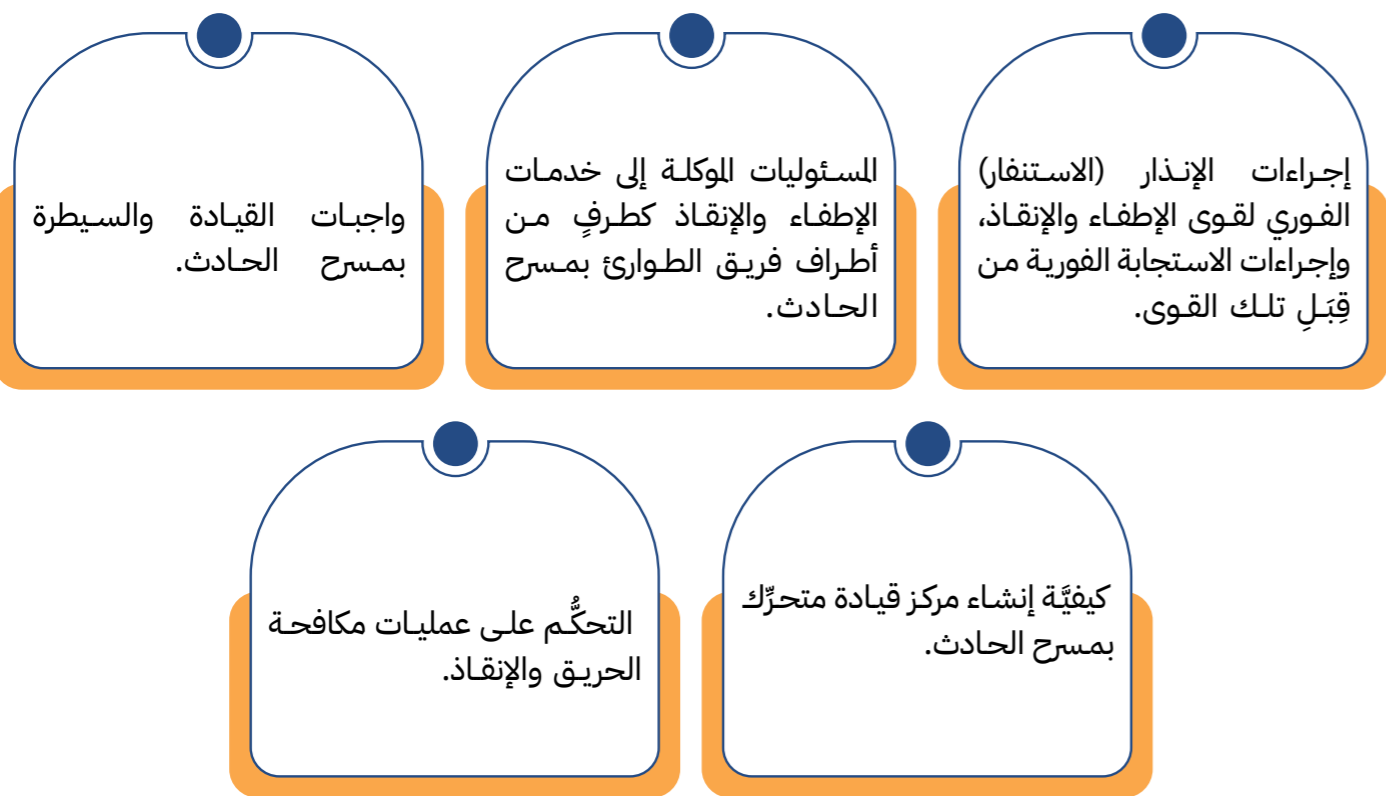 إجراءات الإنذار (الاستنفار)
الفوري لقوى الإطفاء والإنقاذ،
وإجراءات الاستجابة الفورية من
قِبَلِ تلك القوى.
المسئوليات الموكلة إلى خدمات
الإطفاء والإنقاذ كطرفٍ من
أطراف فريق الطوارئ بمسرح
الحادث.
واجبات القيادة والسيطرة
بمسرح الحادث.
كيفيَّة إنشاء مركز قيادة متحرِّك
بمسرح الحادث.
التحكُّم على عمليات مكافحة
الحريق والإنقاذ.